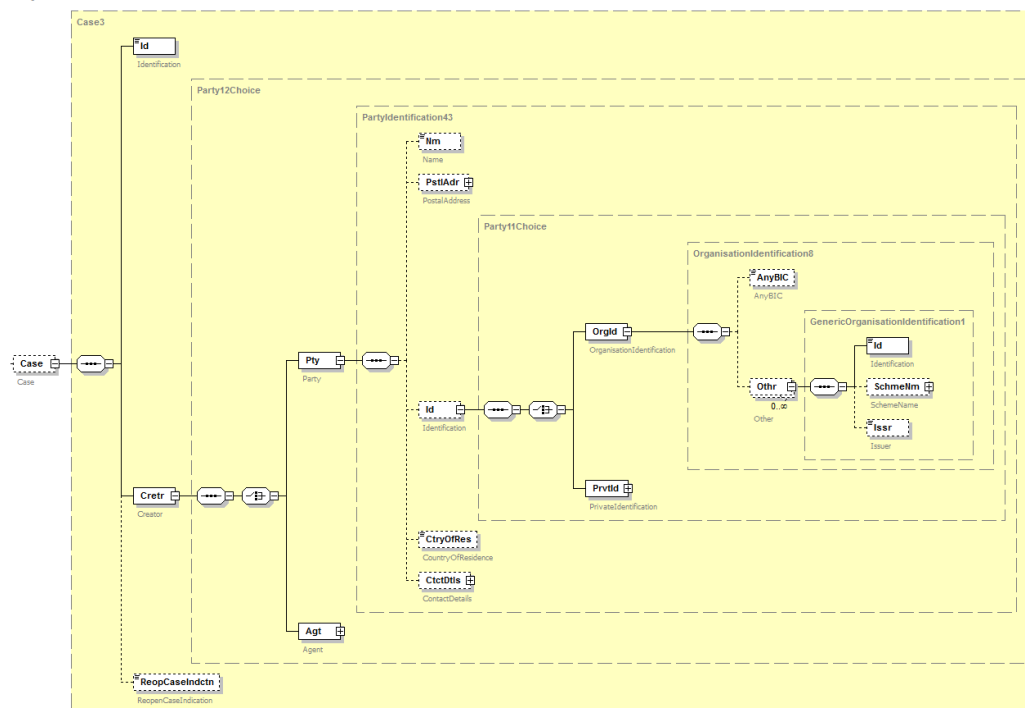 Case3
Id
Identification
Party12Choice
PartyIdentification43
Nm
Name
PstlAdr
PostalAddress
Party11Choice
OrganisationIdentification8
AnyBIC
AnyBIC
GenericOrganisationIdentification1
OrgId
OrganisationIdentification
Id
Identification
Case
Case
Pty
Party
Othr
0..∞
Other
SchmeNm
SchemeName
Id
Identification
Issr
Issuer
Cretr
Creator
PrvtId
PrivateIdentification
CtryOfRes
CountryOfResidence
CtctDtls
ContactDetails
Agt
Agent
ReopCaseIndctn
ReopenCaseIndication